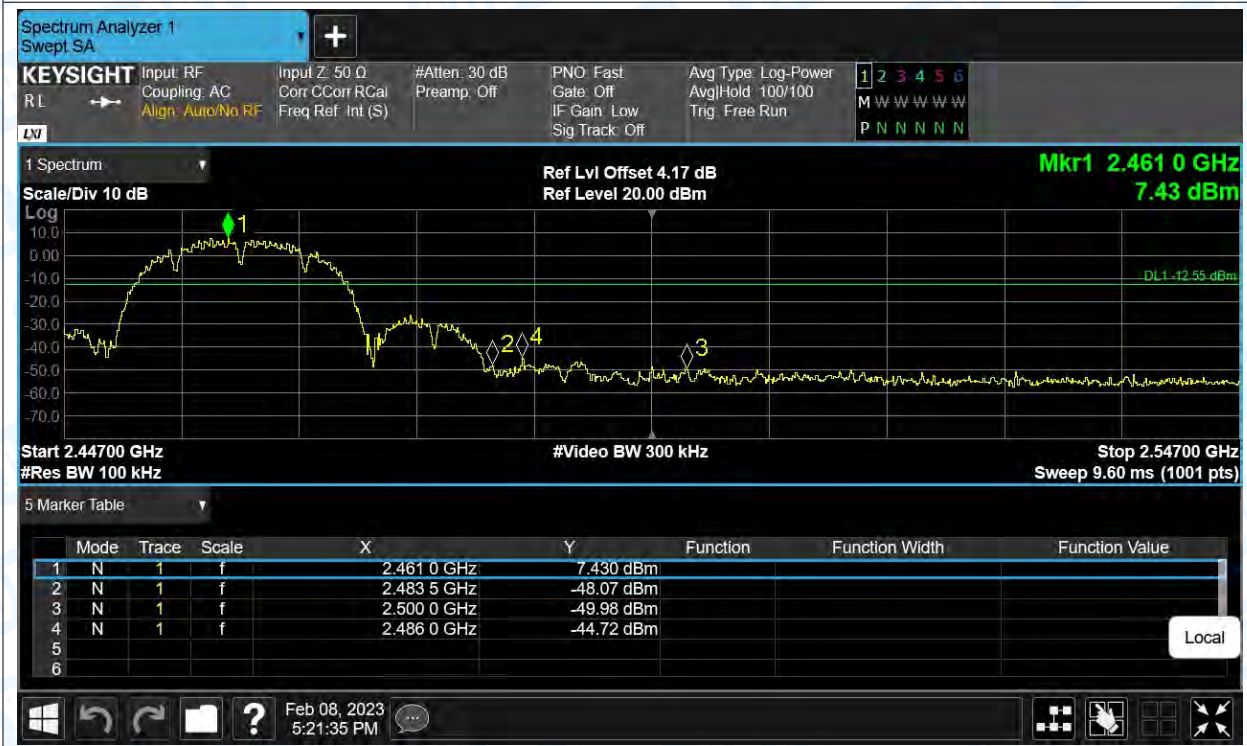 Spectrum Analyzer 1
Swept SA
+
KEYSIGHT Input: RF Input Z: 50 Ω #Atten: 30 dB PNO: Fast Avg Type: Log-Power 1 2 3 4 5 6
R L Coupling: AC Corr CCorr RCal Preamp: Off Gate: Off Avg|Hold: 100/100 M W W W W W
Align: Auto/No RF Freq Ref: Int (S) IF Gain: Low Trig: Free Run P N N N N N
LXI Sig Track: Off
1 Spectrum Ref Lvl Offset 4.17 dB Mkr1 2.461 0 GHz
Scale/Div 10 dB Ref Level 20.00 dBm 7.43 dBm
Log
10.0
0.00
-10.0
-20.0
-30.0
-40.0
-50.0
-60.0
-70.0
1
DL1 -12.55 dBm
2
4
3
Start 2.44700 GHz #Video BW 300 kHz Stop 2.54700 GHz
#Res BW 100 kHz Sweep 9.60 ms (1001 pts)
5 Marker Table
Mode Trace Scale X Y Function Function Width Function Value
1 N 1 f 2.461 0 GHz 7.430 dBm
2 N 1 f 2.483 5 GHz -48.07 dBm
3 N 1 f 2.500 0 GHz -49.98 dBm
4 N 1 f 2.486 0 GHz -44.72 dBm
5
6
Local
? Feb 08, 2023
5:21:35 PM